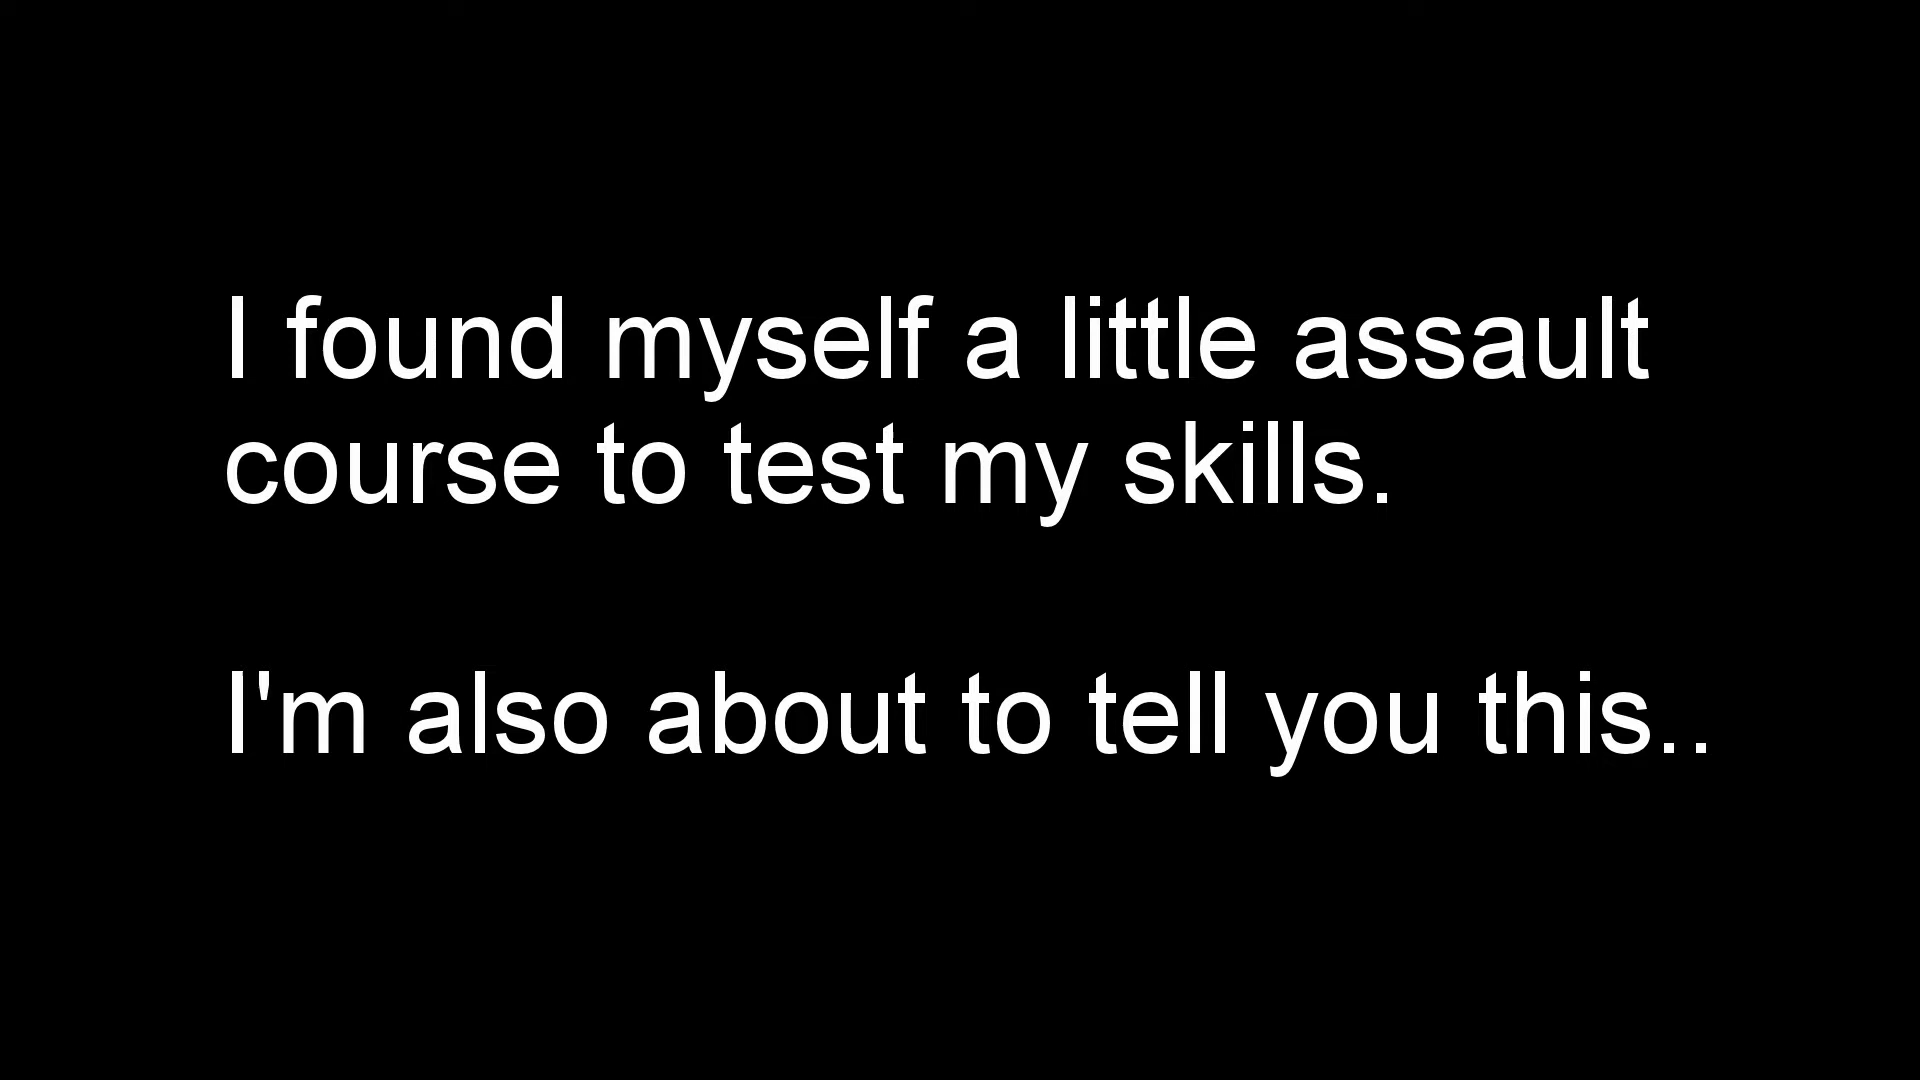 I found myself a little assault
course to test my skills.
I'm also about to tell you this..